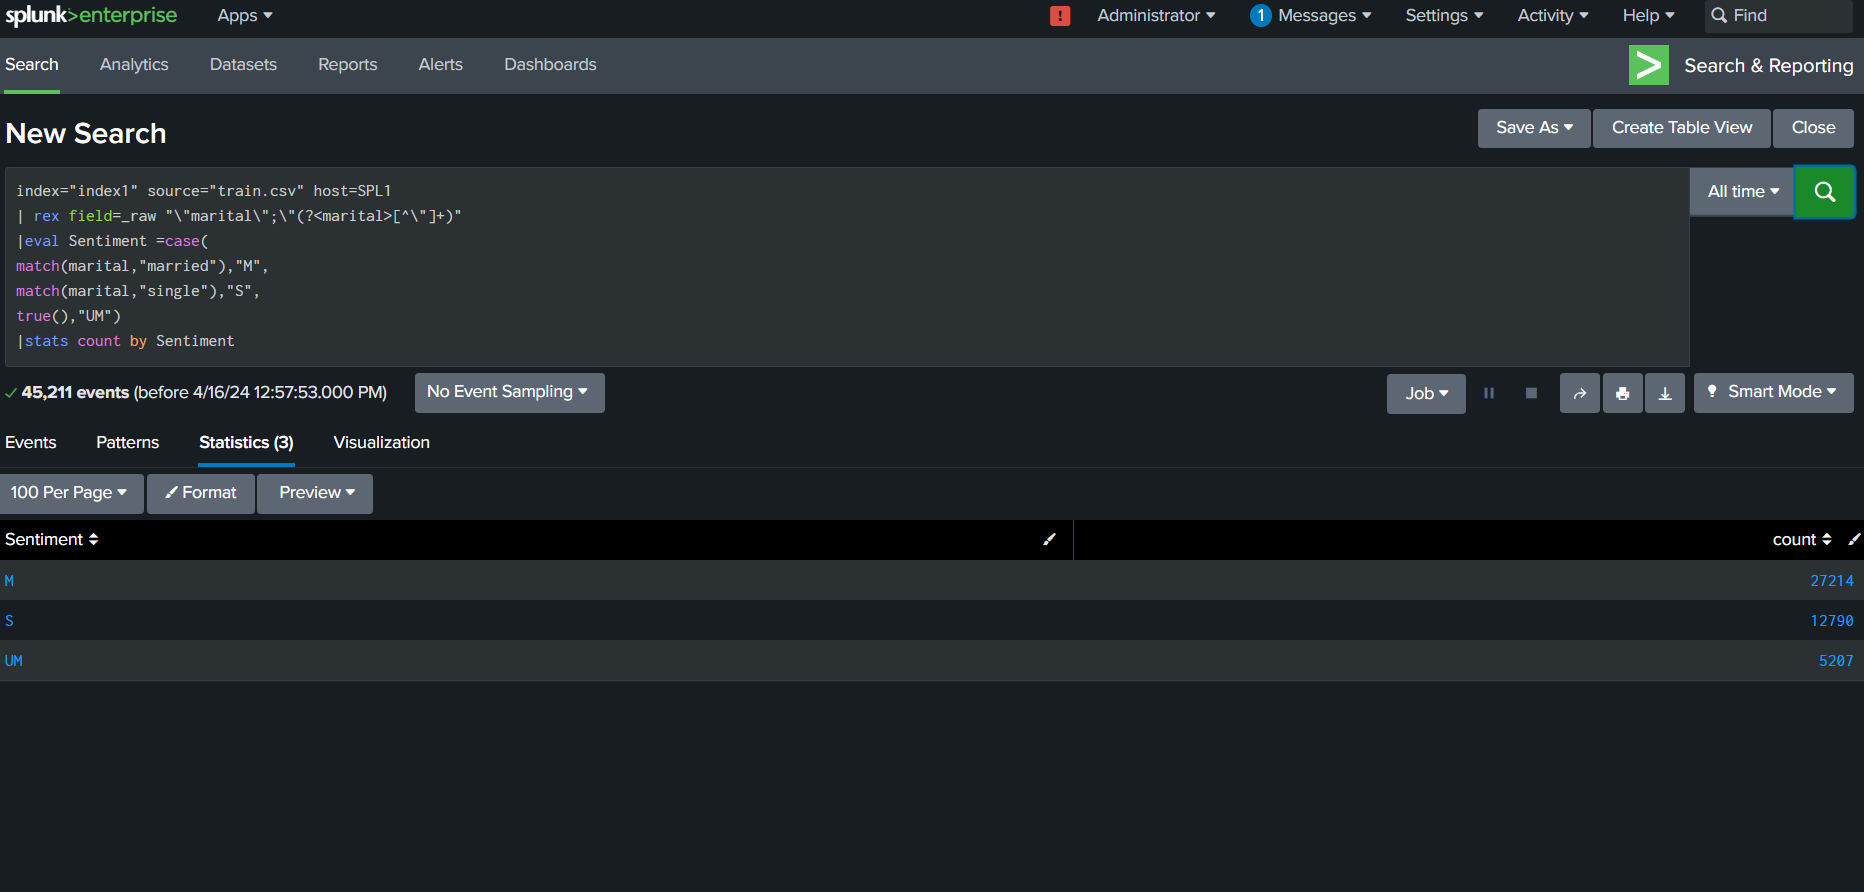 splunk>enterprise Apps Administrator 1 Messages Settings Activity Help Find
Search Analytics Datasets Reports Alerts Dashboards Search & Reporting
New Search Save As Create Table View Close
index="index1" source="train.csv" host=SPL1 All time
| rex field=_raw "\"marital\";\"(?<marital>[^\"]+)"
|eval Sentiment =case(
match(marital,"married"),"M",
match(marital,"single"),"S",
true(),"UM")
|stats count by Sentiment
45,211 events (before 4/16/24 12:57:53.000 PM) No Event Sampling Job Smart Mode
Events Patterns Statistics (3) Visualization
100 Per Page Format Preview
Sentiment count
M 27214
S 12790
UM 5207